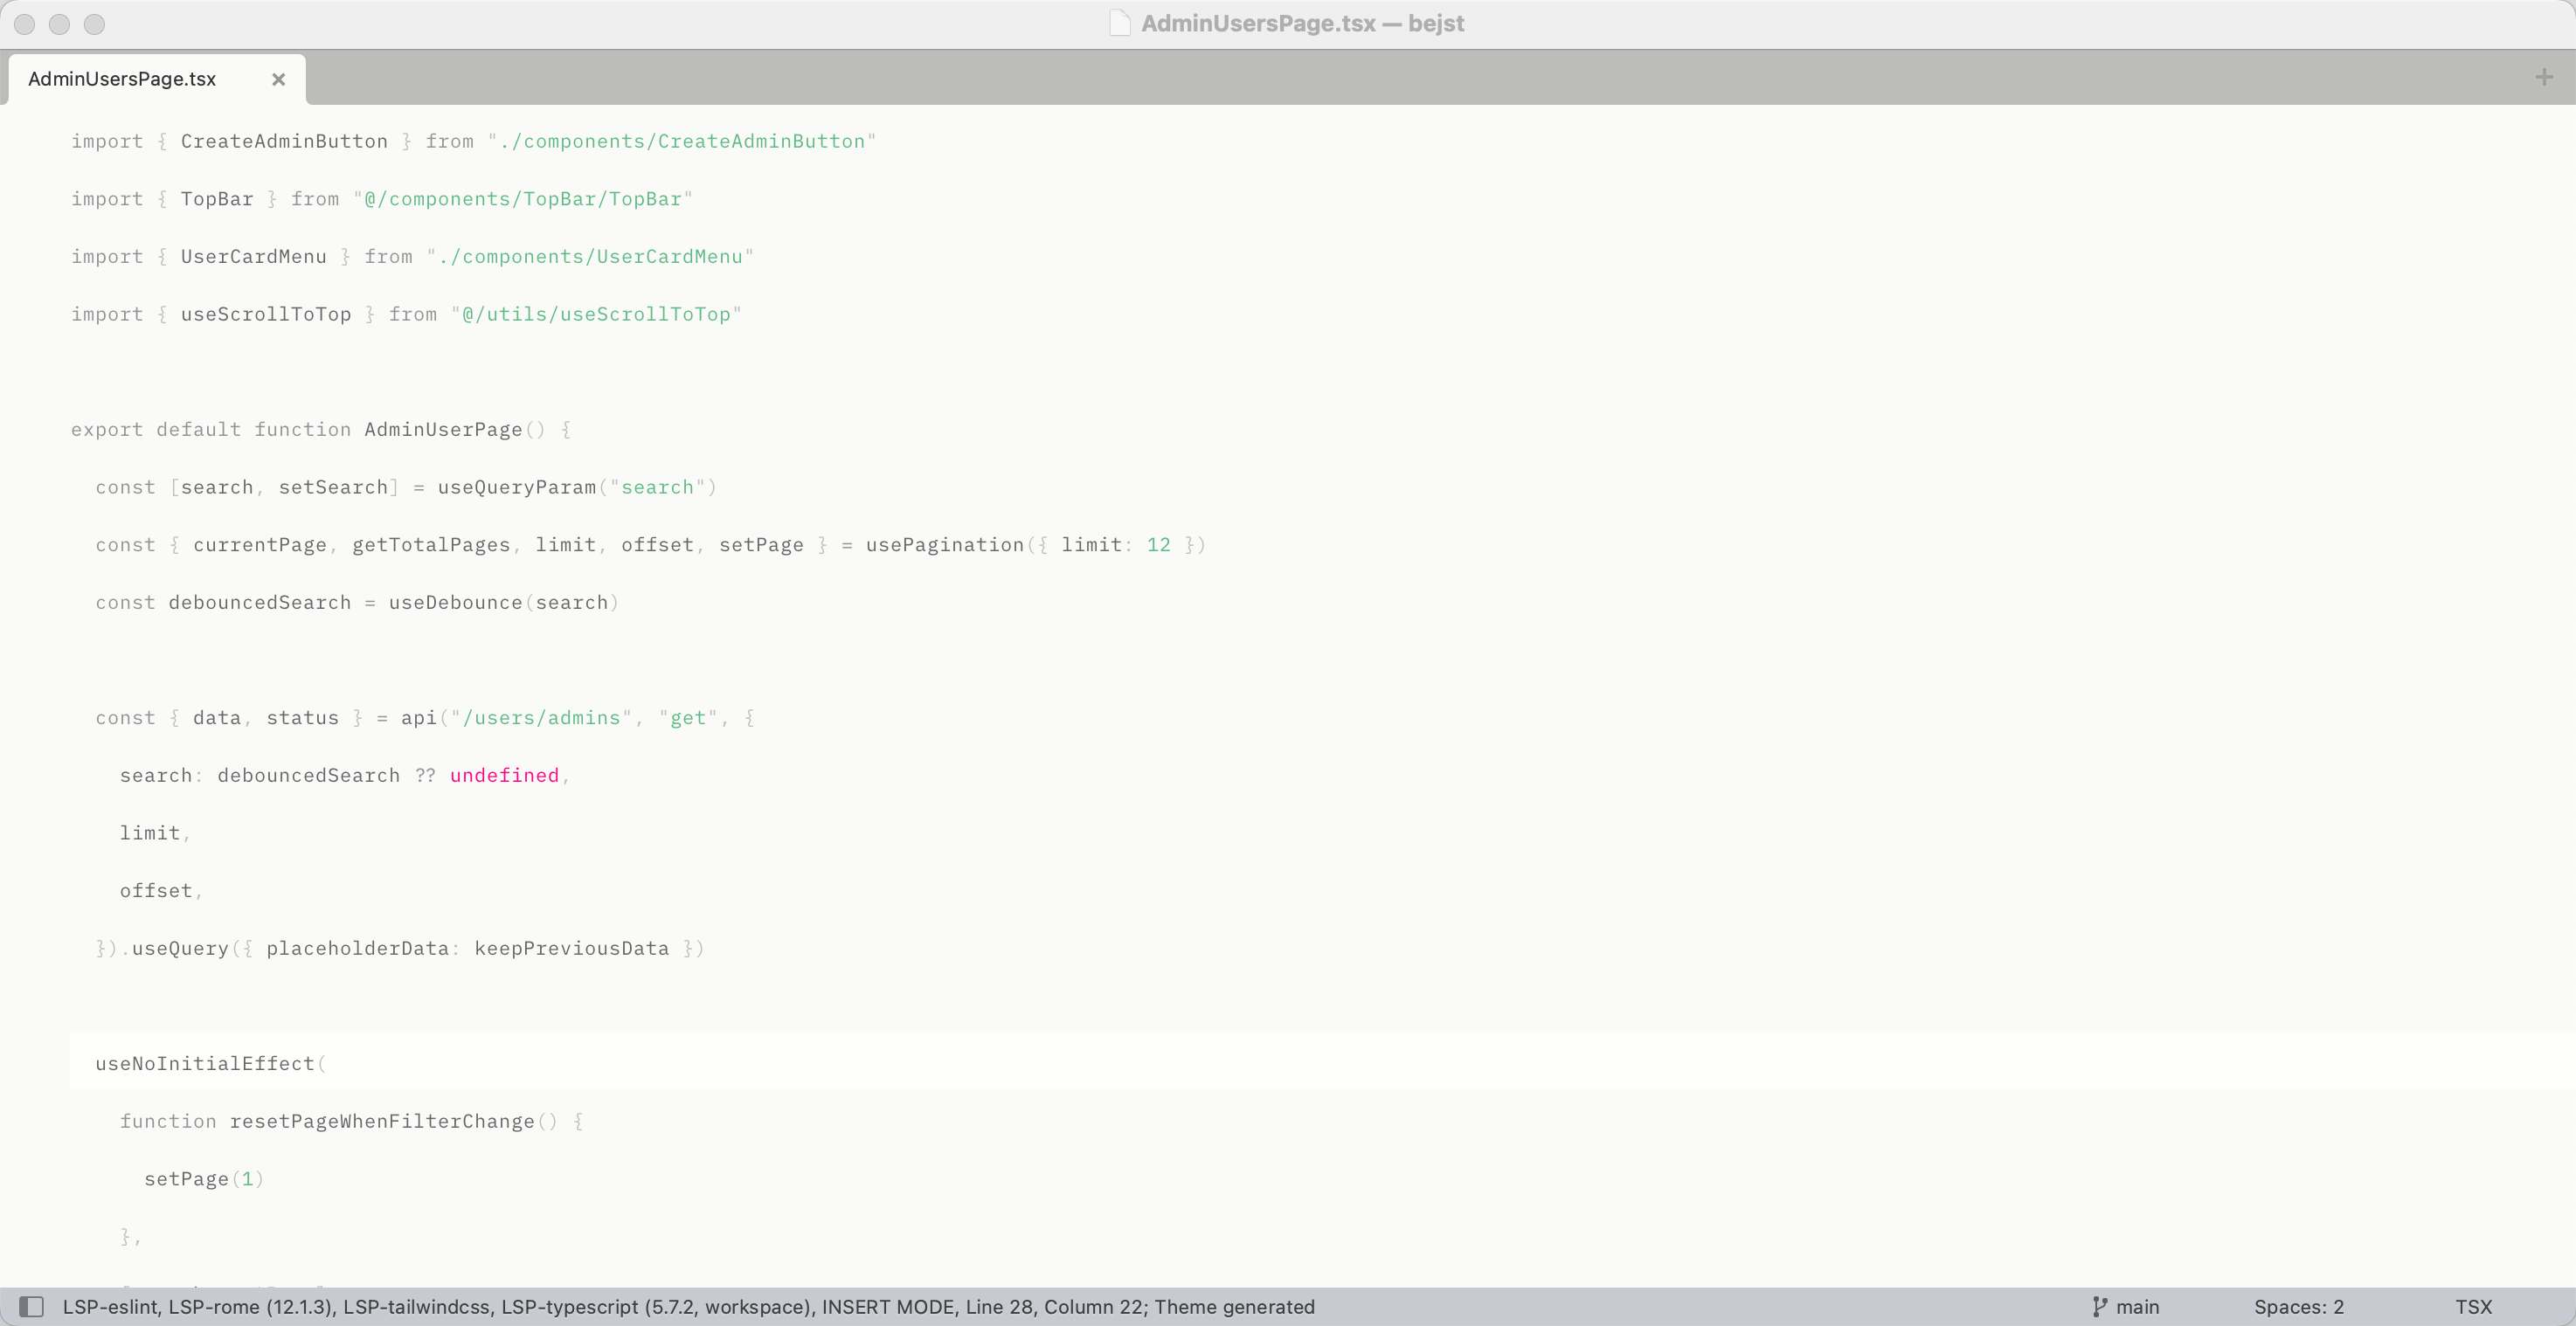 AdminUsersPage.tsx — bejst
AdminUsersPage.tsx
import { CreateAdminButton } from "./components/CreateAdminButton"
import { TopBar } from "@/components/TopBar/TopBar"
import { UserCardMenu } from "./components/UserCardMenu"
import { useScrollToTop } from "@/utils/useScrollToTop"
export default function AdminUserPage() {
const [search, setSearch] = useQueryParam("search")
const { currentPage, getTotalPages, limit, offset, setPage } = usePagination({ limit: 12 })
const debouncedSearch = useDebounce(search)
const { data, status } = api("/users/admins", "get", {
search: debouncedSearch ?? undefined,
limit,
offset,
}).useQuery({ placeholderData: keepPreviousData })
useNoInitialEffect(
function resetPageWhenFilterChange() {
setPage(1)
},
LSP-eslint, LSP-rome (12.1.3), LSP-tailwindcss, LSP-typescript (5.7.2, workspace), INSERT MODE, Line 28, Column 22; Theme generated
main
Spaces: 2
TSX